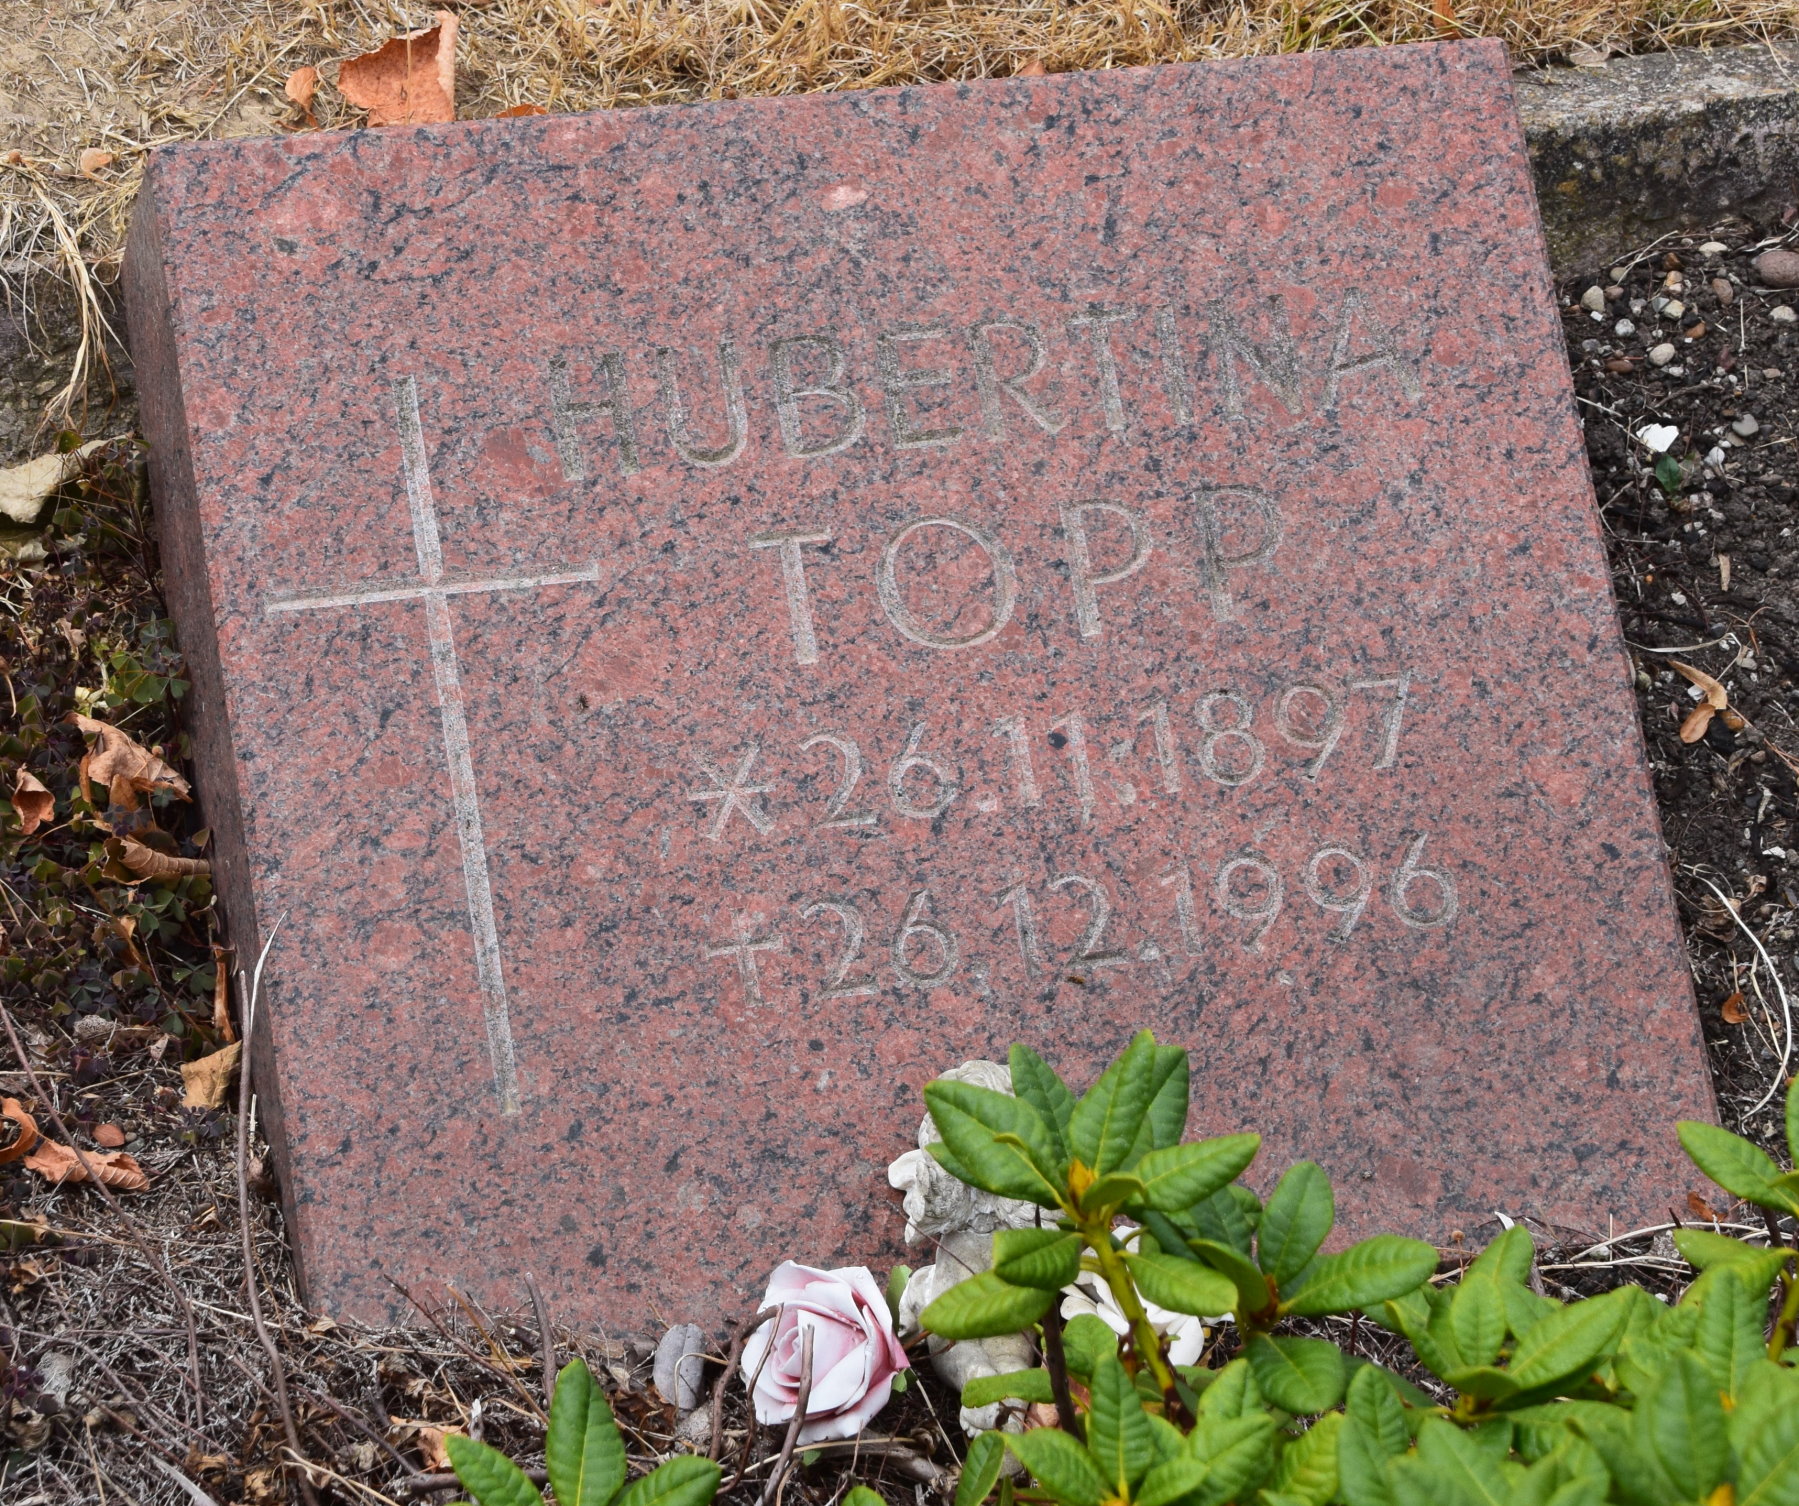 HUBERTINA
TOPP
* 26.11.1897
† 26.12.1996